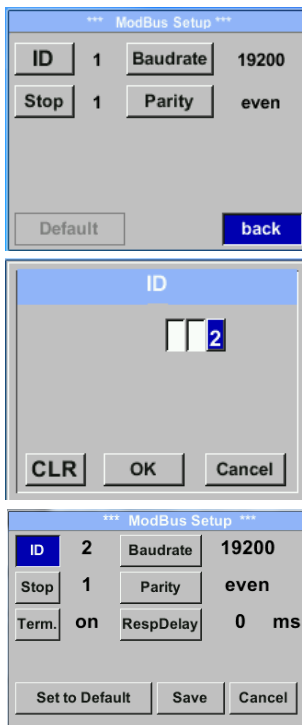 *** ModBus Setup ***
ID 1 Baudrate 19200
Stop 1 Parity even
Default back
ID
2
CLR OK Cancel
*** ModBus Setup ***
ID 2 Baudrate 19200
Stop 1 Parity even
Term. on RespDelay 0 ms
Set to Default Save Cancel